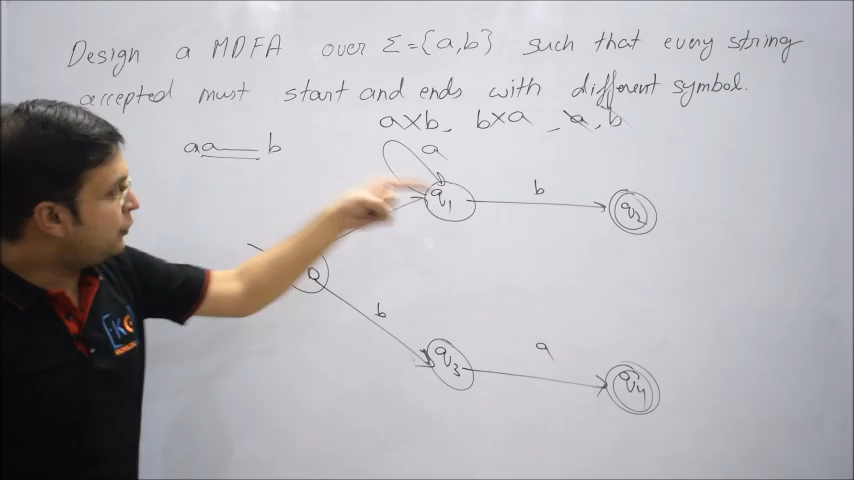 Design a MDFA over Σ={a,b} such that every string
accepted must start and ends with different symbol.
axb, bxa, a, b
aa b
a
q1 b q2
b
q3 a q4
KG